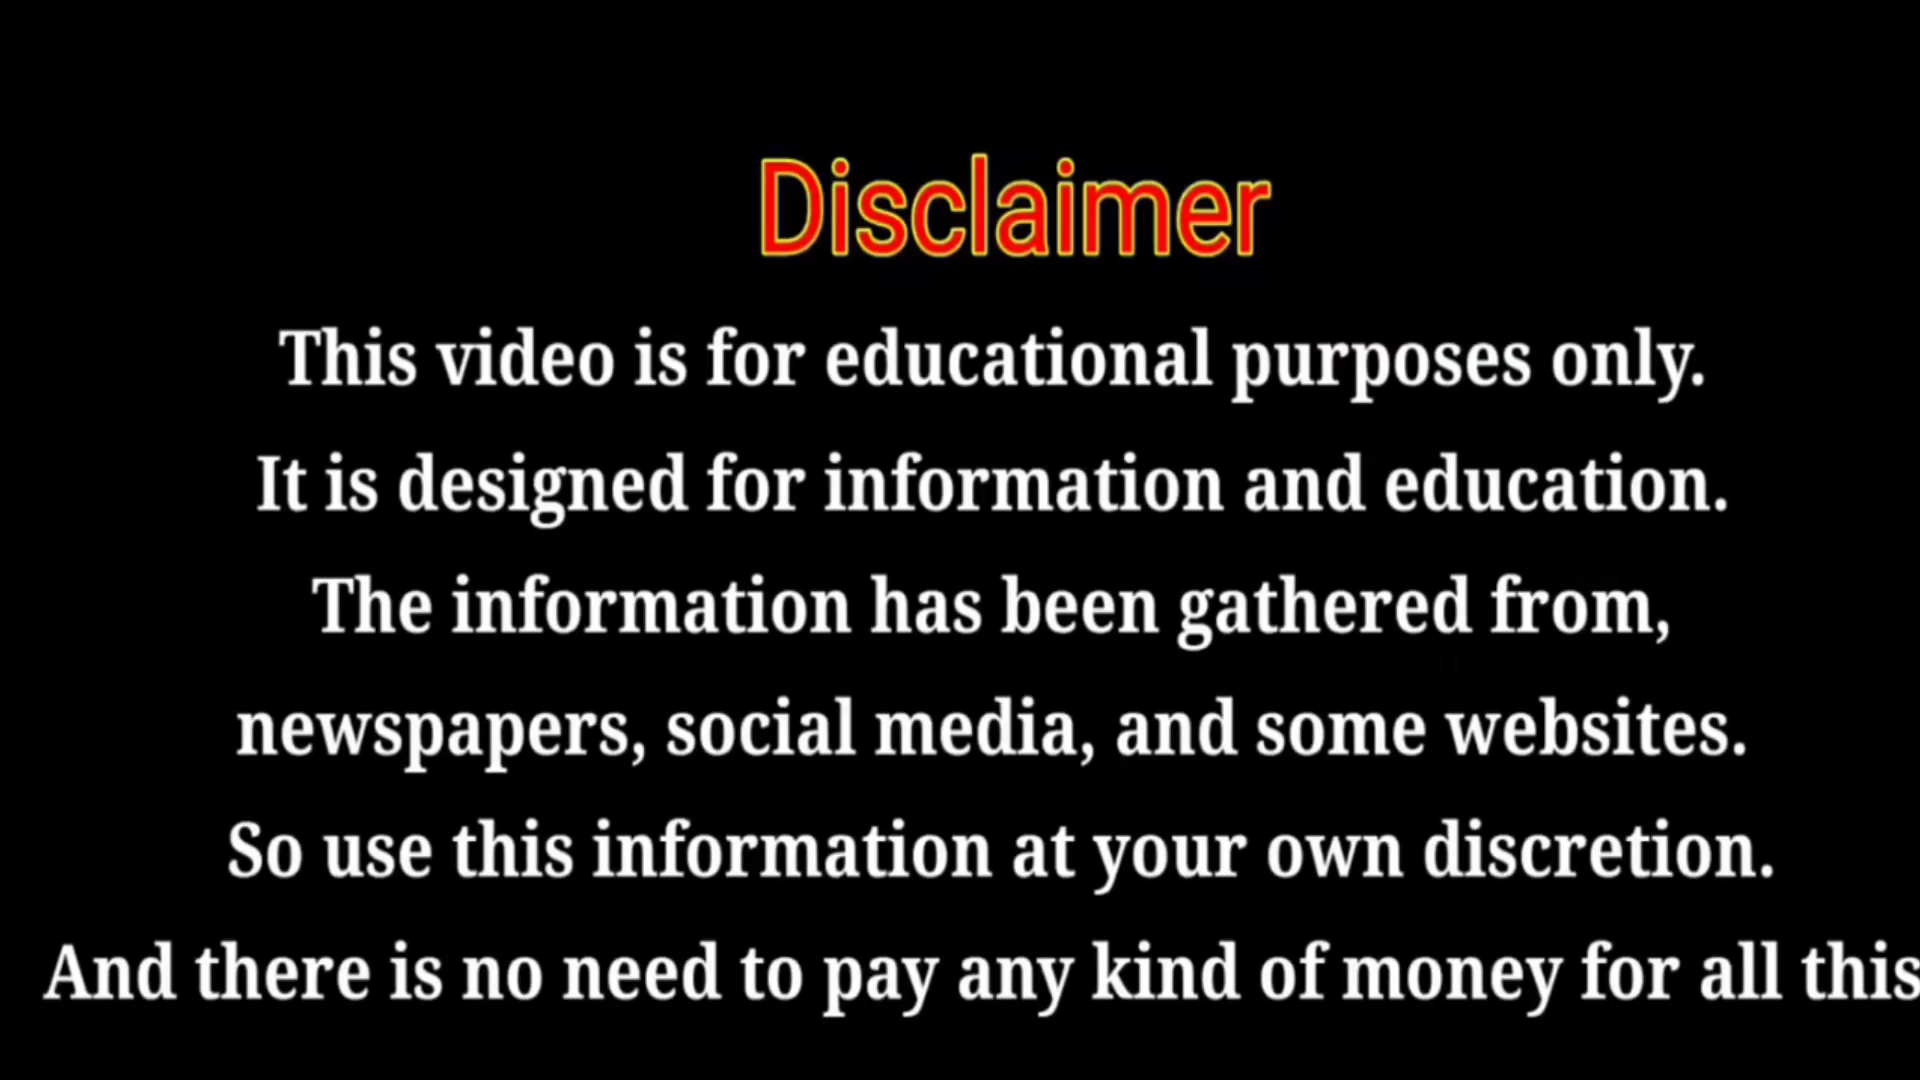 Disclaimer
This video is for educational purposes only.
It is designed for information and education.
The information has been gathered from,
newspapers, social media, and some websites.
So use this information at your own discretion.
And there is no need to pay any kind of money for all this